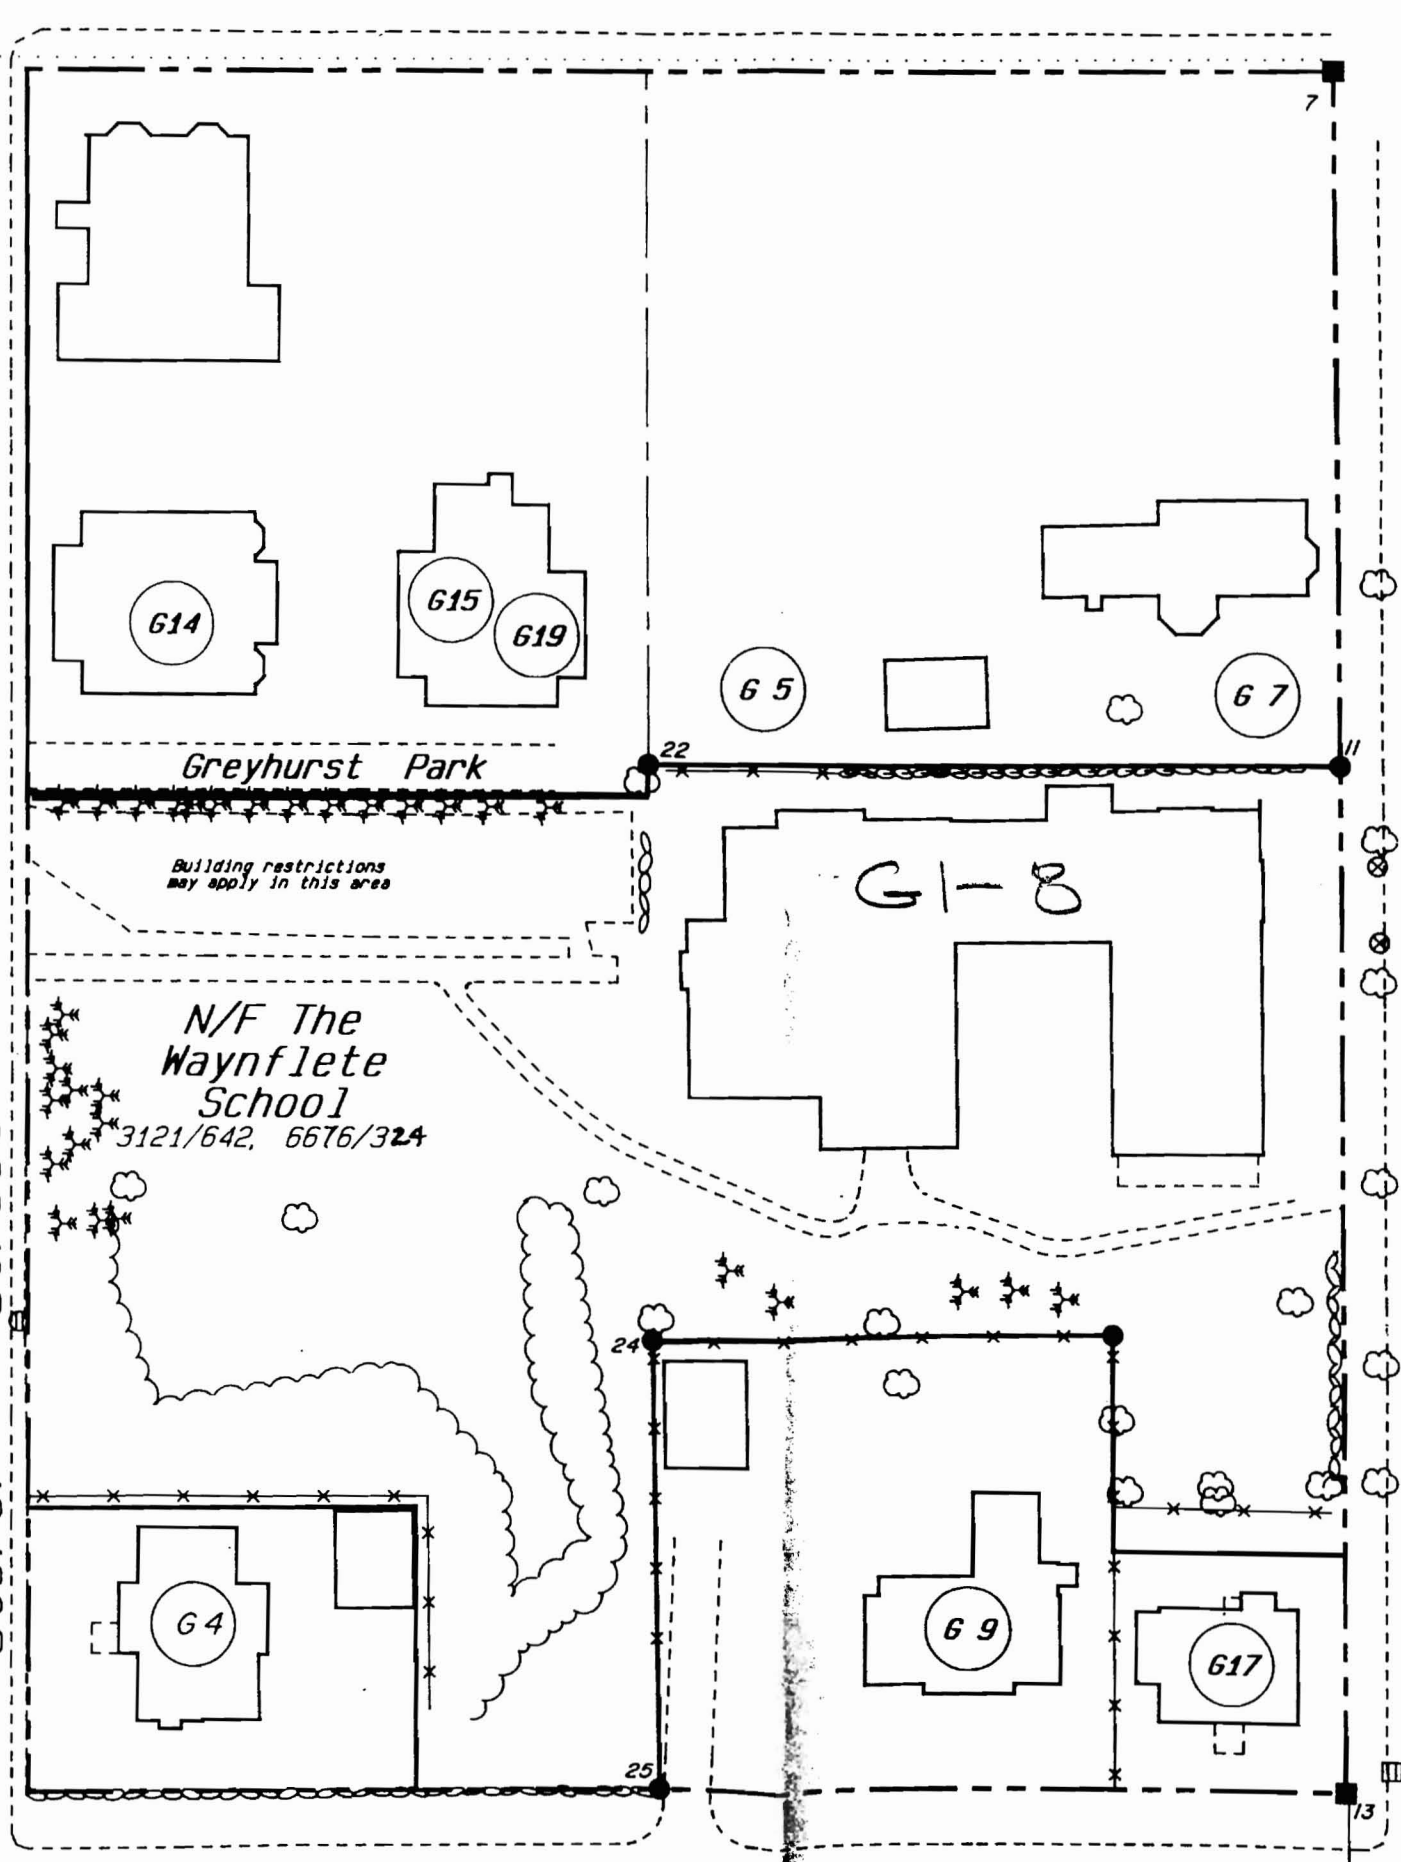 7
G14
G15
G19
G 5
G 7
22
11
Greyhurst Park
Building restrictions
may apply in this area
G1-8
N/F The
Waynflete
School
3121/642, 6676/324
24
G 4
G 9
G17
25
13